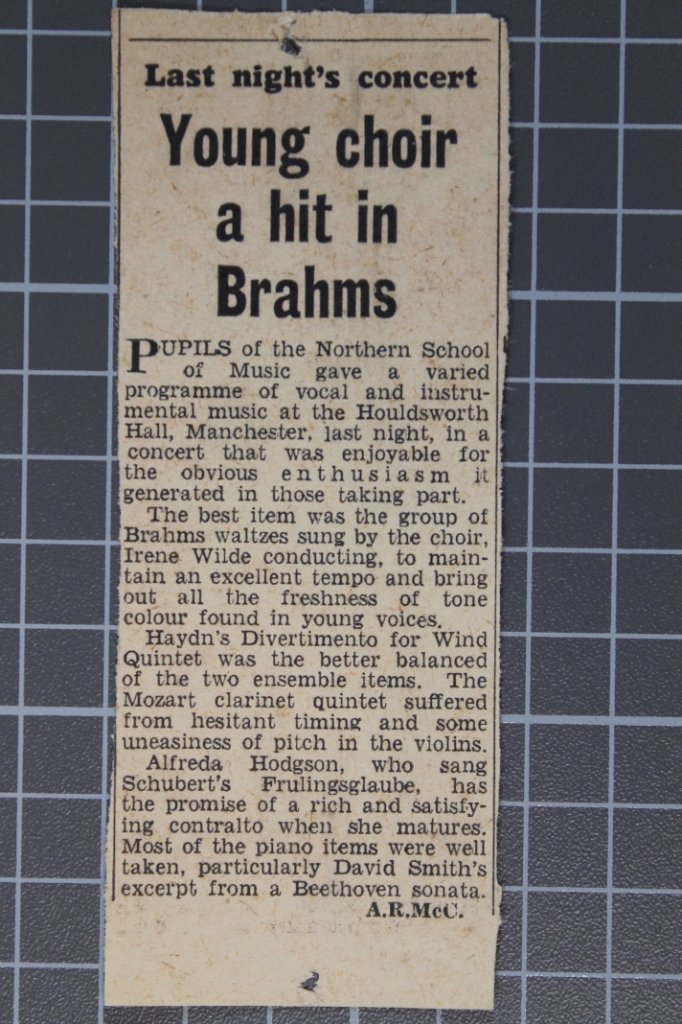 Last night's concert
Young choir
a hit in
Brahms
PUPILS of the Northern School
of Music gave a varied
programme of vocal and instru-
mental music at the Houldsworth
Hall, Manchester, last night, in a
concert that was enjoyable for
the obvious enthusiasm it
generated in those taking part.
The best item was the group of
Brahms waltzes sung by the choir,
Irene Wilde conducting, to main-
tain an excellent tempo and bring
out all the freshness of tone
colour found in young voices.
Haydn's Divertimento for Wind
Quintet was the better balanced
of the two ensemble items. The
Mozart clarinet quintet suffered
from hesitant timing and some
uneasiness of pitch in the violins.
Alfreda Hodgson, who sang
Schubert's Frulingsglaube, has
the promise of a rich and satisfy-
ing contralto when she matures.
Most of the piano items were well
taken, particularly David Smith's
excerpt from a Beethoven sonata.
A.R.McC.